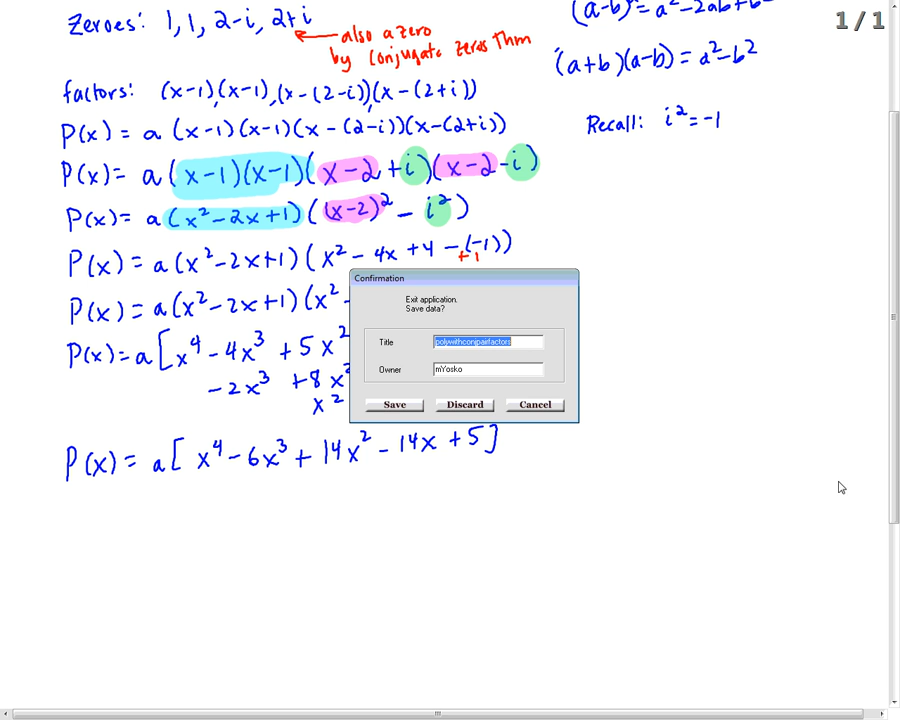 Zeroes: 1, 1, 2-i, 2+i
also a zero
by Conjugate zeros Thm
(a-b)² = a² - 2ab + b²
(a+b)(a-b) = a² - b²
1 / 1
factors: (x-1), (x-1), (x-(2-i)), (x-(2+i))
Recall: i² = -1
P(x) = a (x-1)(x-1)(x-(2-i))(x-(2+i))
P(x) = a (x-1)(x-1)(x-2+i)(x-2-i)
P(x) = a (x²-2x+1) ((x-2)² - i²)
P(x) = a (x²-2x+1) (x² - 4x + 4 - (-1))
+1
P(x) = a (x²-2x+1) (x² -
P(x) = a [x⁴ - 4x³ + 5x²
-2x³ + 8x²
x²
P(x) = a [ x⁴ - 6x³ + 14x² - 14x + 5 ]
Confirmation
Exit application.
Save data?
Title polywithconjpairfactors
Owner mYosko
Save Discard Cancel